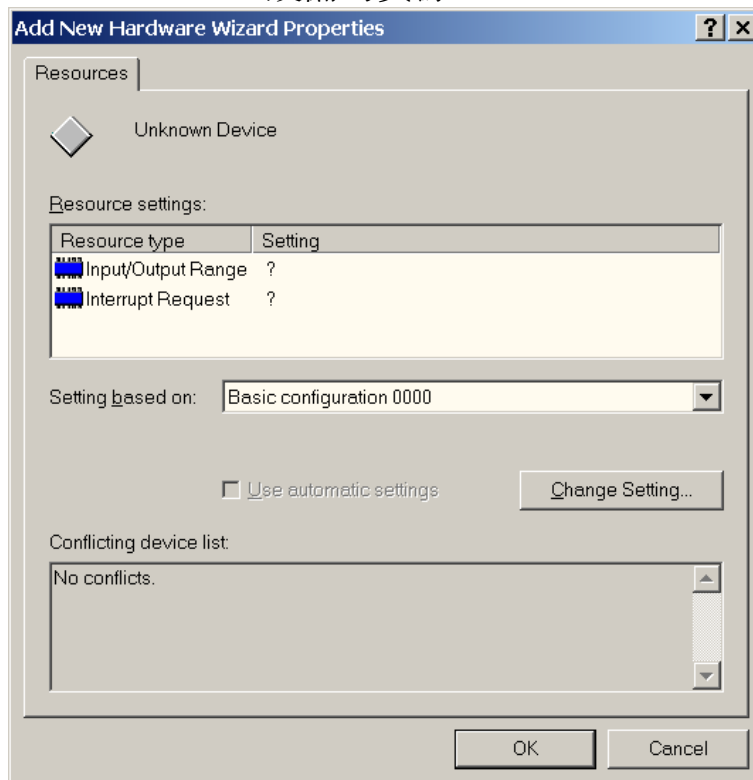 Add New Hardware Wizard Properties
Resources
Unknown Device
Resource settings:
Resource type Setting
Input/Output Range ?
Interrupt Request ?
Setting based on: Basic configuration 0000
Use automatic settings
Change Setting...
Conflicting device list:
No conflicts.
OK Cancel